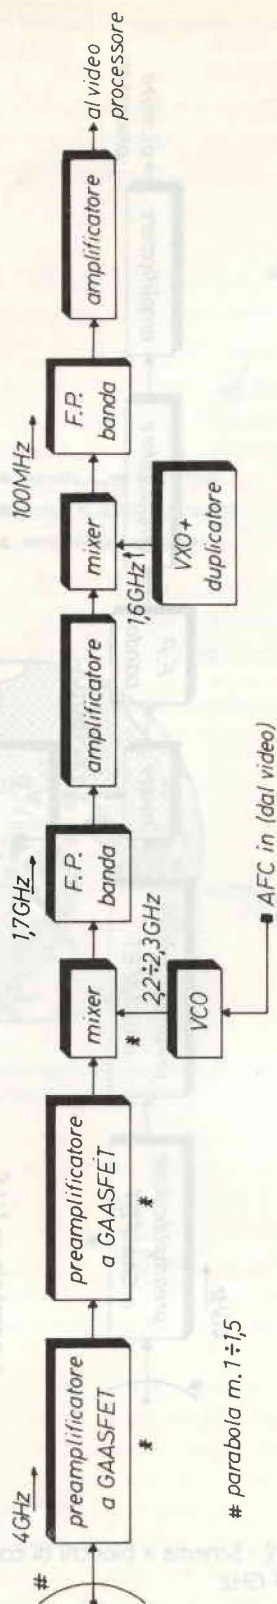 #
4GHz
preamplificatore
a GAASFET
*
preamplificatore
a GAASFET
*
mixer
*
2,2÷2,3GHz
VCO
AFC in (dal video)
1,7GHz
F.P.
banda
amplificatore
mixer
1,6GHz
VXO+
duplicatore
100MHz
F.P.
banda
amplificatore
al video
processore
# parabola m. 1÷1,5